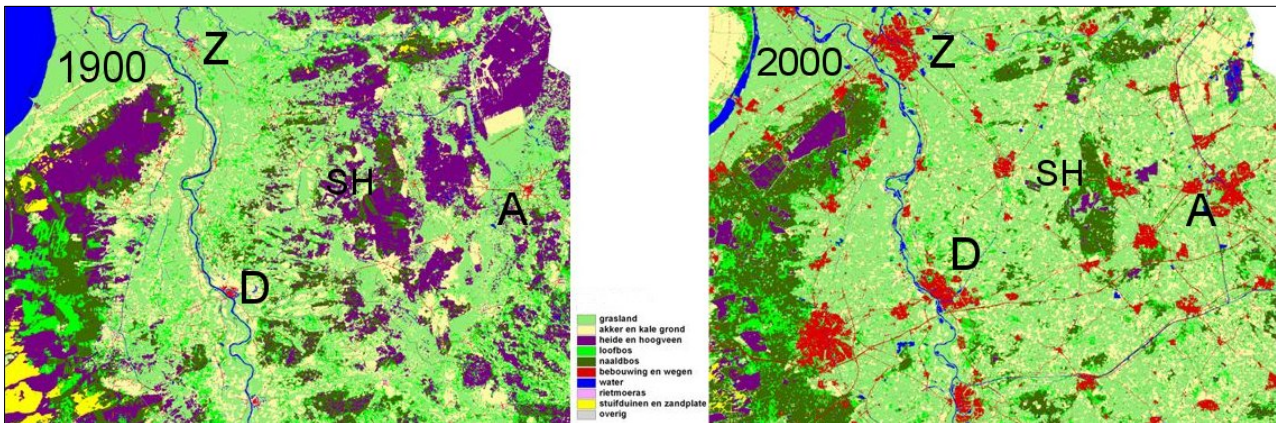 1900
Z
SH
A
D
grasland
akker en kale grond
heide en hoogveen
loofbos
naaldbos
bebouwing en wegen
water
rietmoeras
stuifduinen en zandplate
overig
2000
Z
SH
A
D